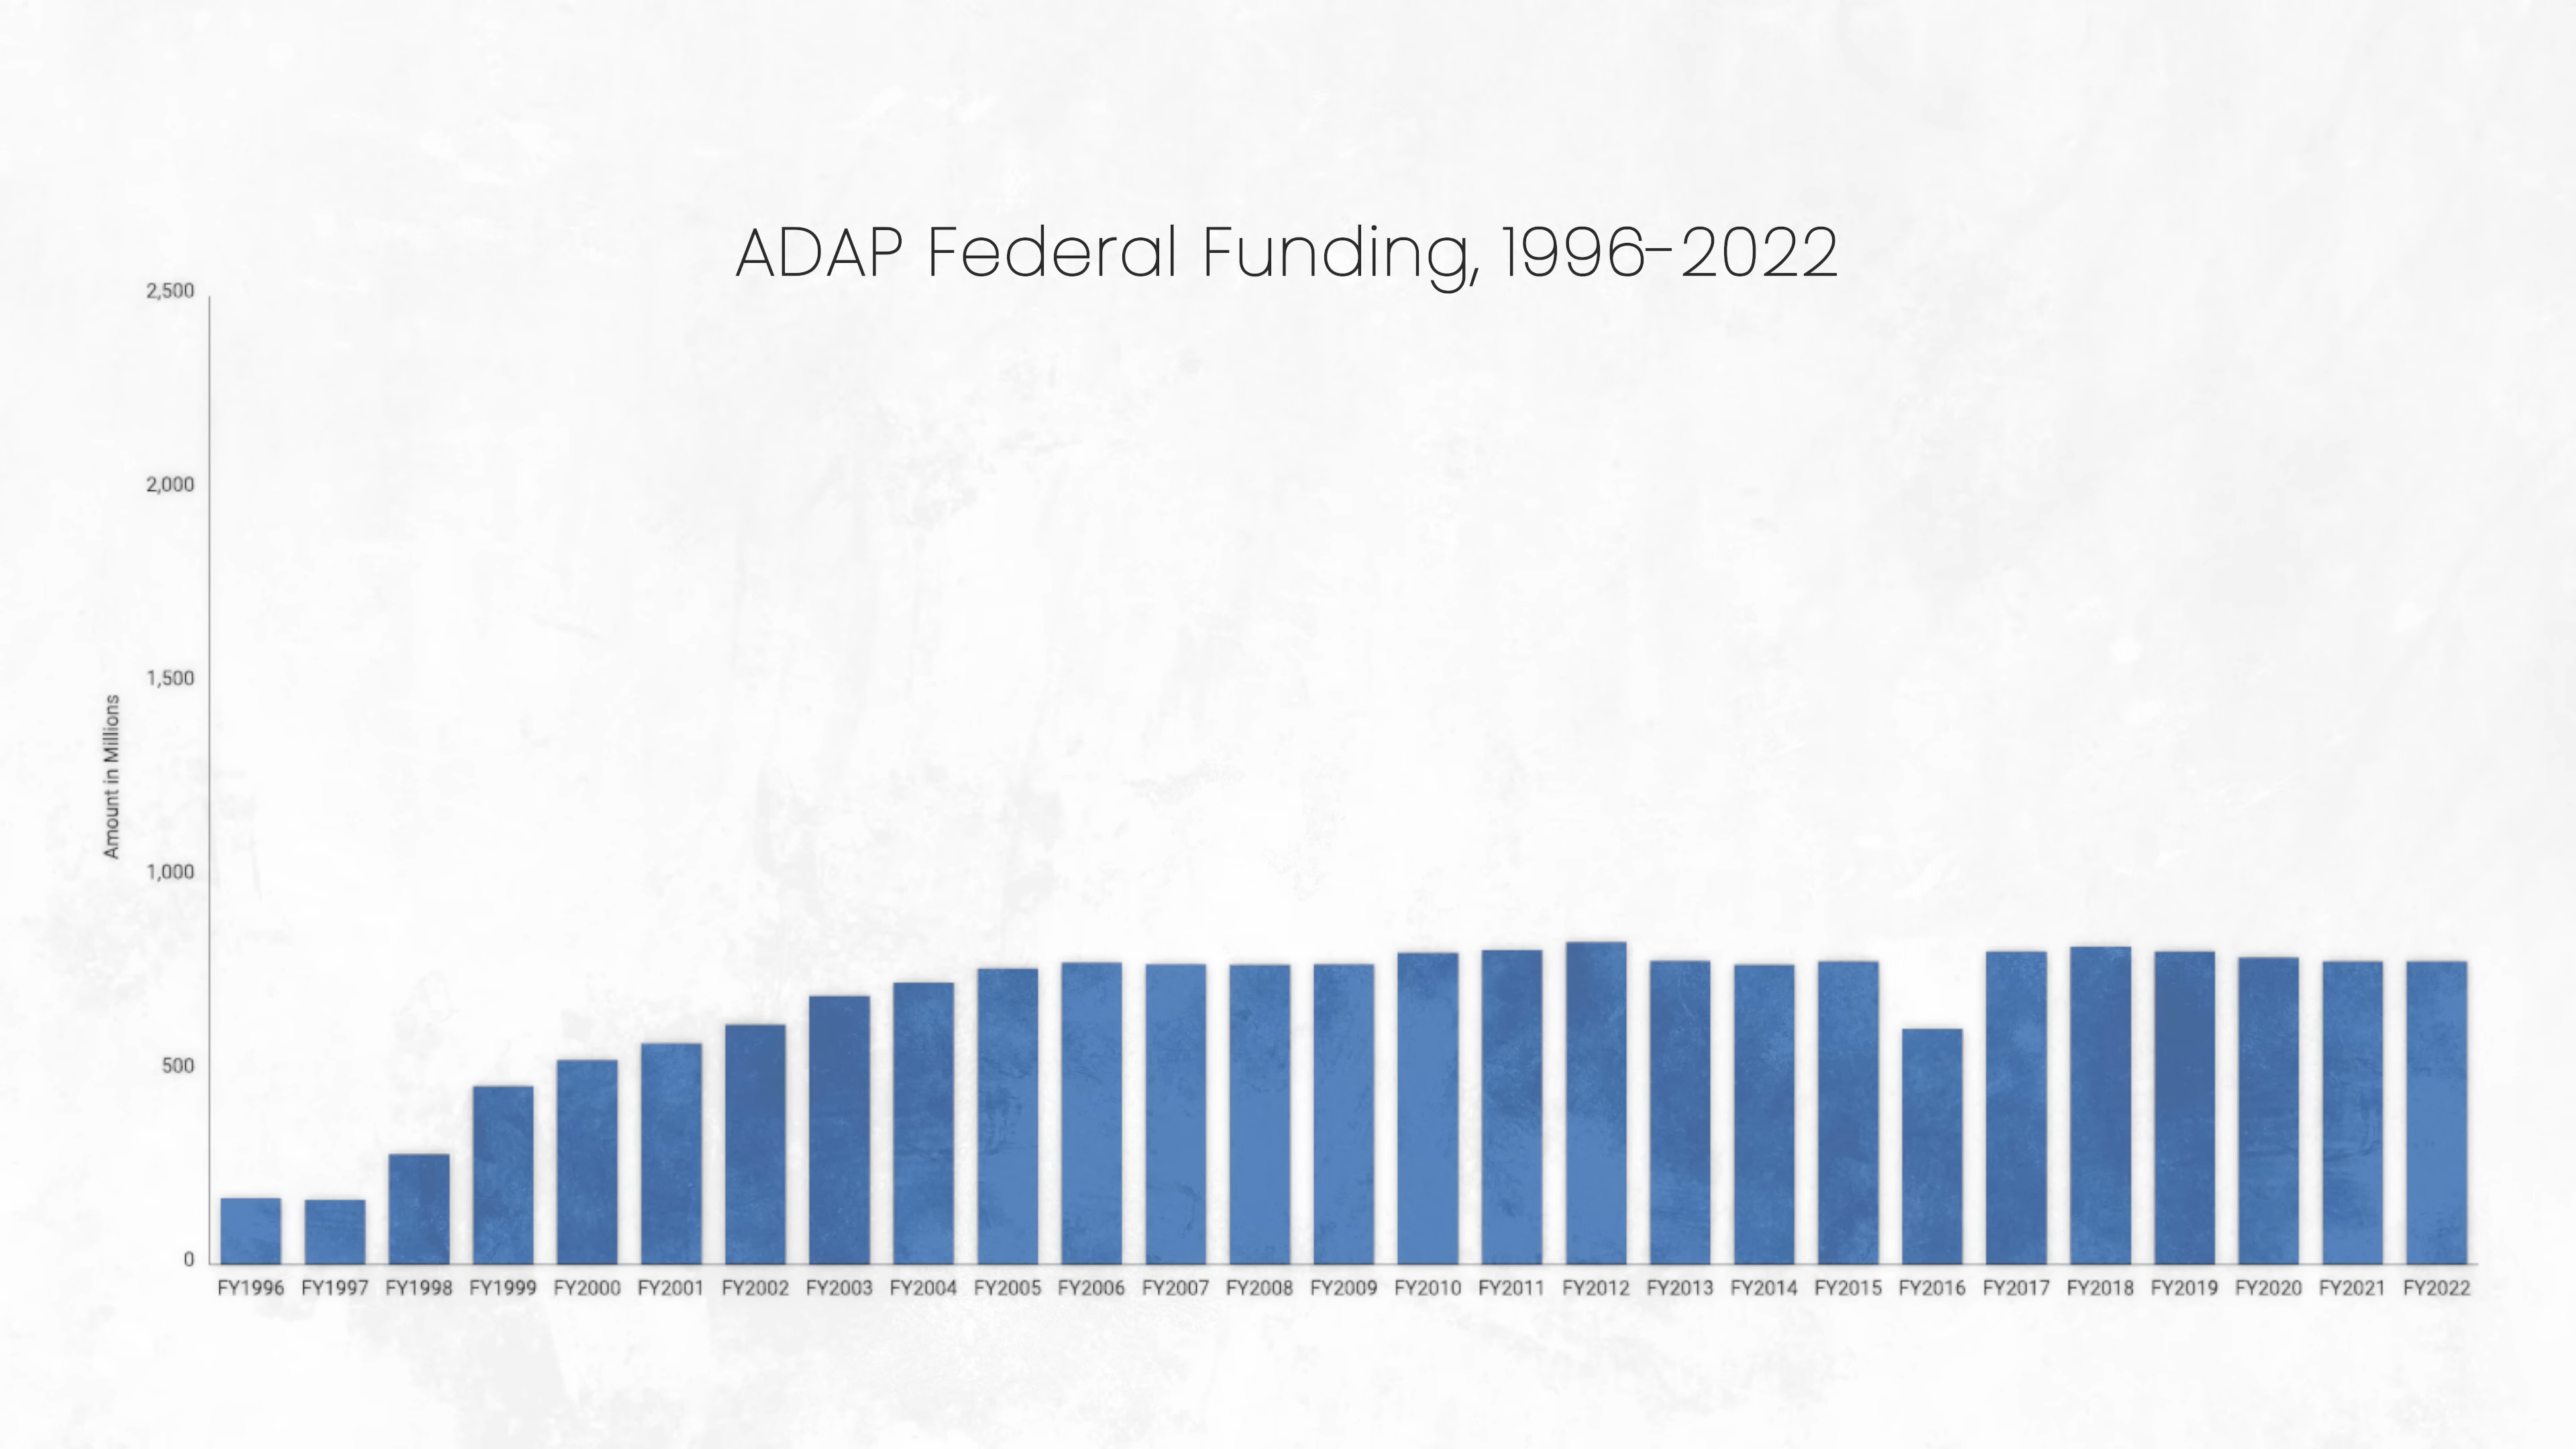 ADAP Federal Funding, 1996-2022
2,500
2,000
1,500
1,000
500
0
Amount in Millions
FY1996 FY1997 FY1998 FY1999 FY2000 FY2001 FY2002 FY2003 FY2004 FY2005 FY2006 FY2007 FY2008 FY2009 FY2010 FY2011 FY2012 FY2013 FY2014 FY2015 FY2016 FY2017 FY2018 FY2019 FY2020 FY2021 FY2022